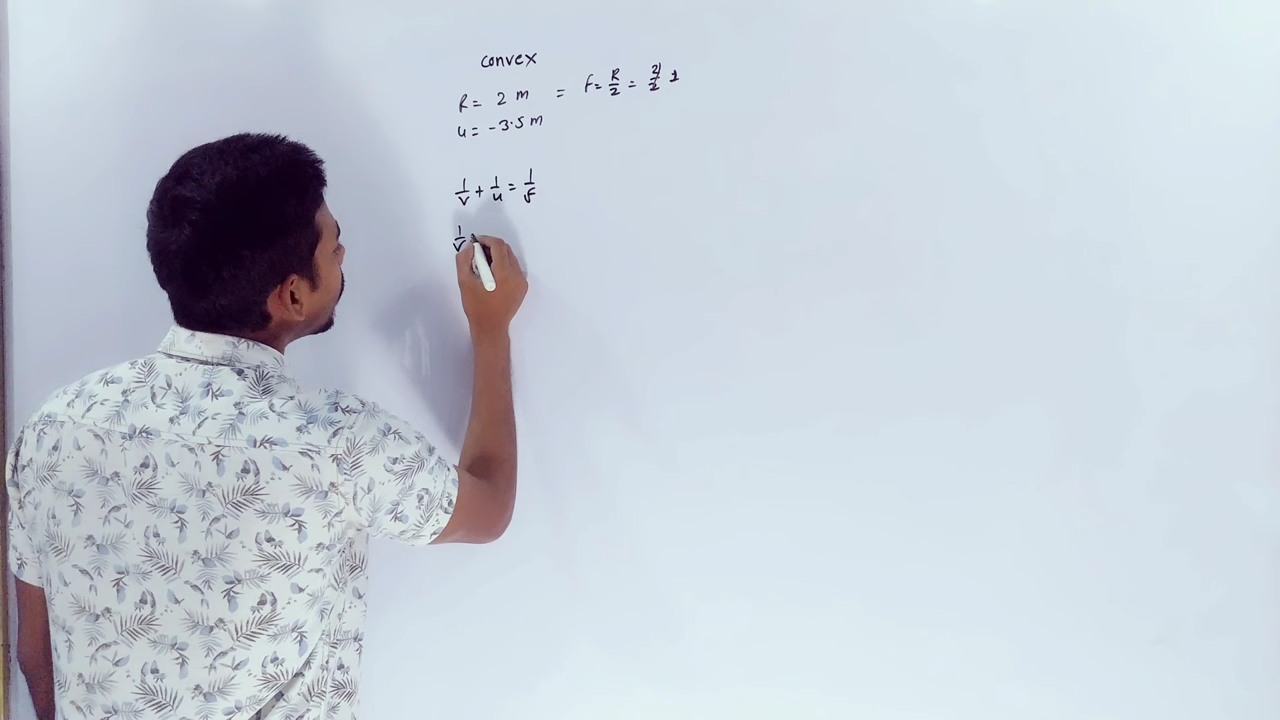 convex
R = 2 m = f = R/2 = 2/2 1
u = -3.5 m
1/v + 1/u = 1/f
1/v